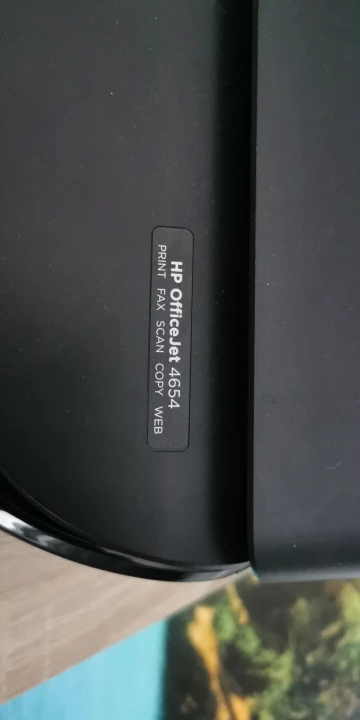 HP OfficeJet 4654
PRINT FAX SCAN COPY WEB